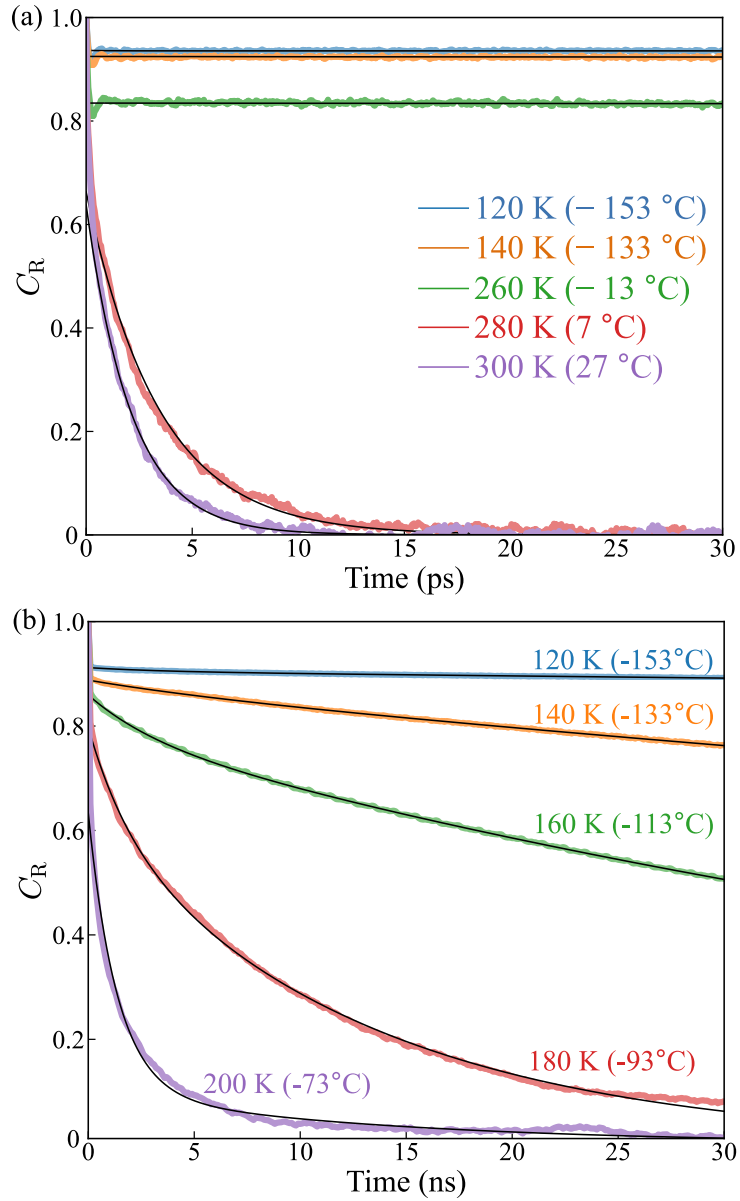 (a)
1.0
0.8
0.6
0.4
0.2
0
C_R
120 K (− 153 °C)
140 K (− 133 °C)
260 K (− 13 °C)
280 K (7 °C)
300 K (27 °C)
0 5 10 15 20 25 30
Time (ps)
(b)
1.0
0.8
0.6
0.4
0.2
0
C_R
120 K (-153°C)
140 K (-133°C)
160 K (-113°C)
180 K (-93°C)
200 K (-73°C)
0 5 10 15 20 25 30
Time (ns)